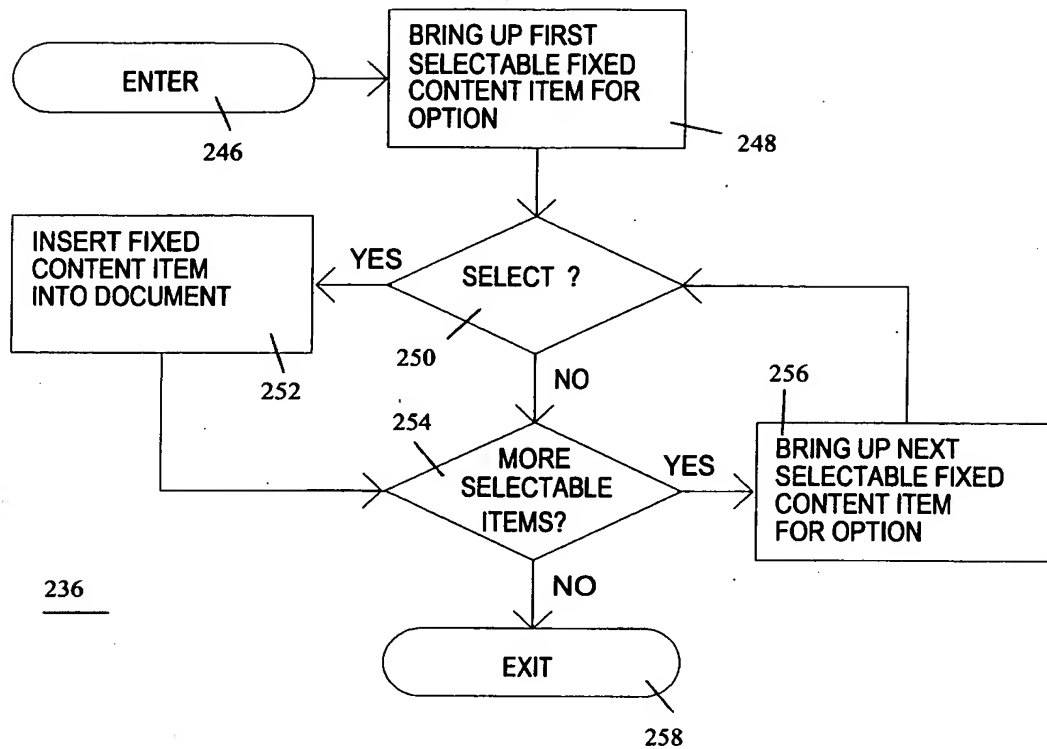 ENTER
246
BRING UP FIRST
SELECTABLE FIXED
CONTENT ITEM FOR
OPTION
248
INSERT FIXED
CONTENT ITEM
INTO DOCUMENT
252
YES
SELECT ?
250
NO
254
MORE
SELECTABLE
ITEMS?
YES
256
BRING UP NEXT
SELECTABLE FIXED
CONTENT ITEM
FOR OPTION
236
NO
EXIT
258